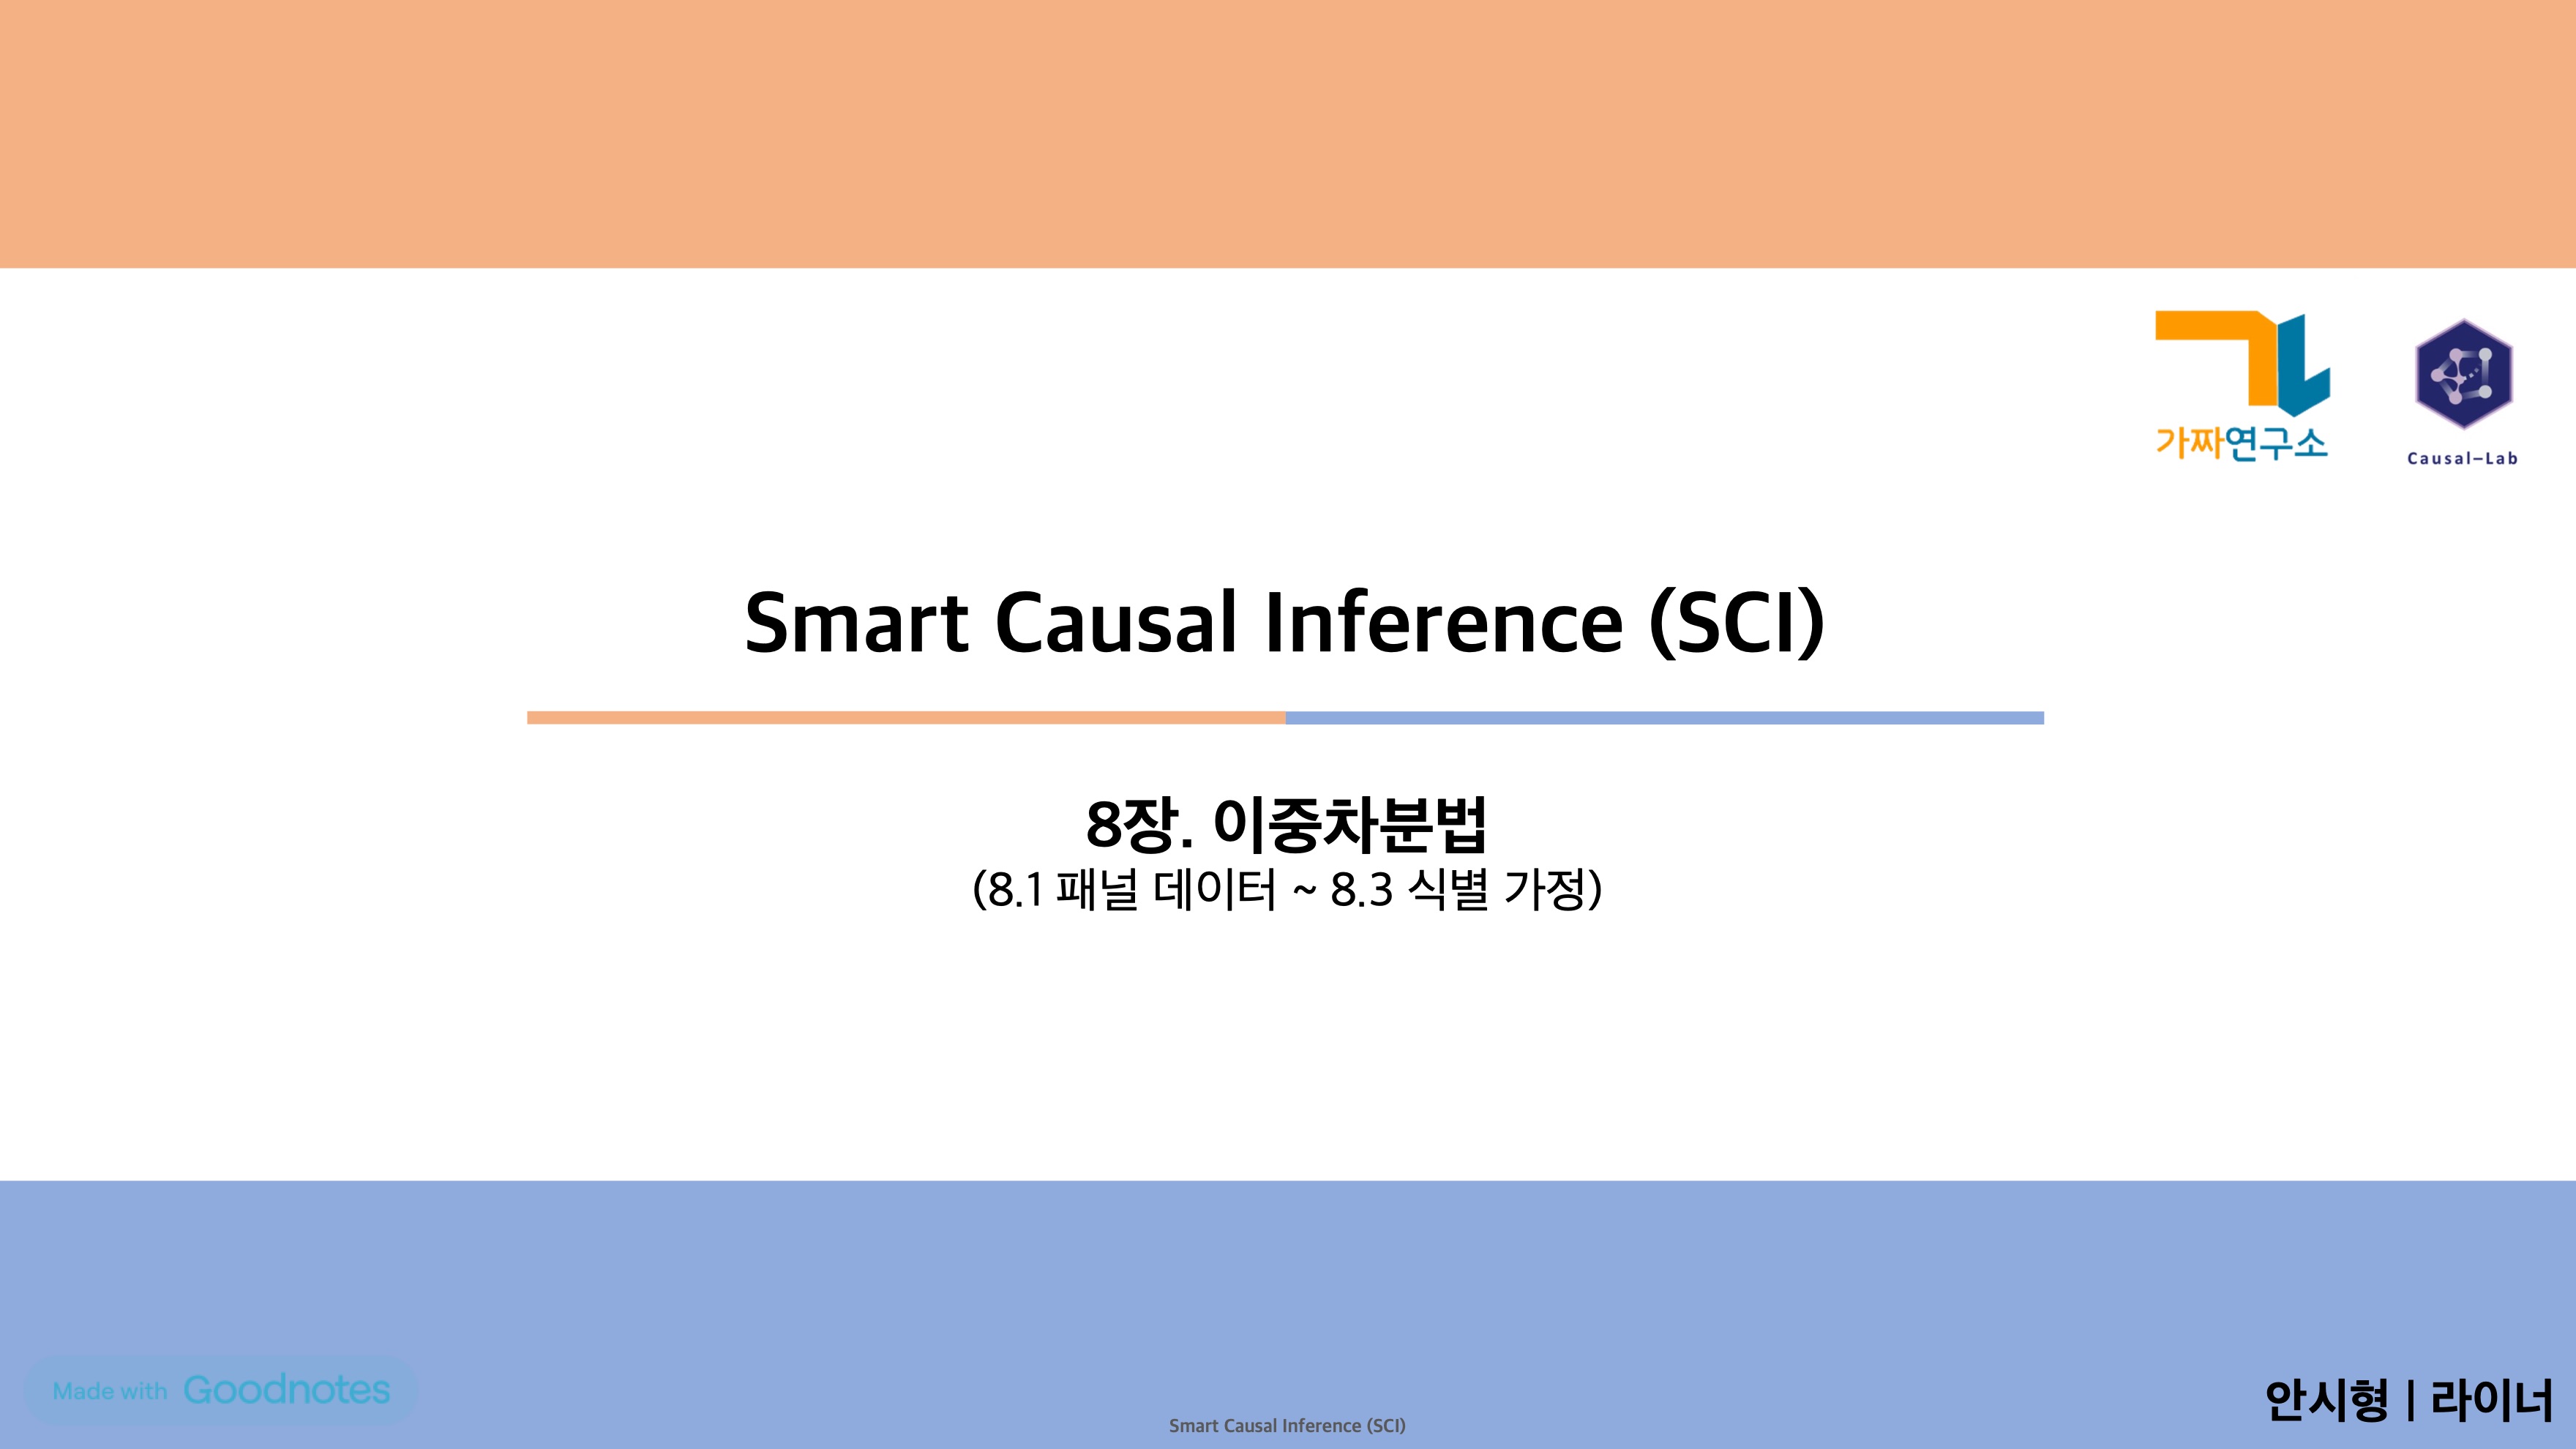 가짜연구소
Causal-Lab
Smart Causal Inference (SCI)
8장. 이중차분법
(8.1 패널 데이터 ~ 8.3 식별 가정)
Made with Goodnotes
안시형 | 라이너
Smart Causal Inference (SCI)